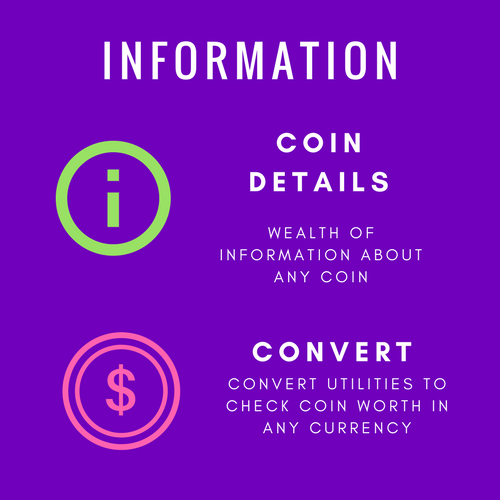 INFORMATION
COIN
DETAILS
WEALTH OF
INFORMATION ABOUT
ANY COIN
CONVERT
CONVERT UTILITIES TO
CHECK COIN WORTH IN
ANY CURRENCY
i
$